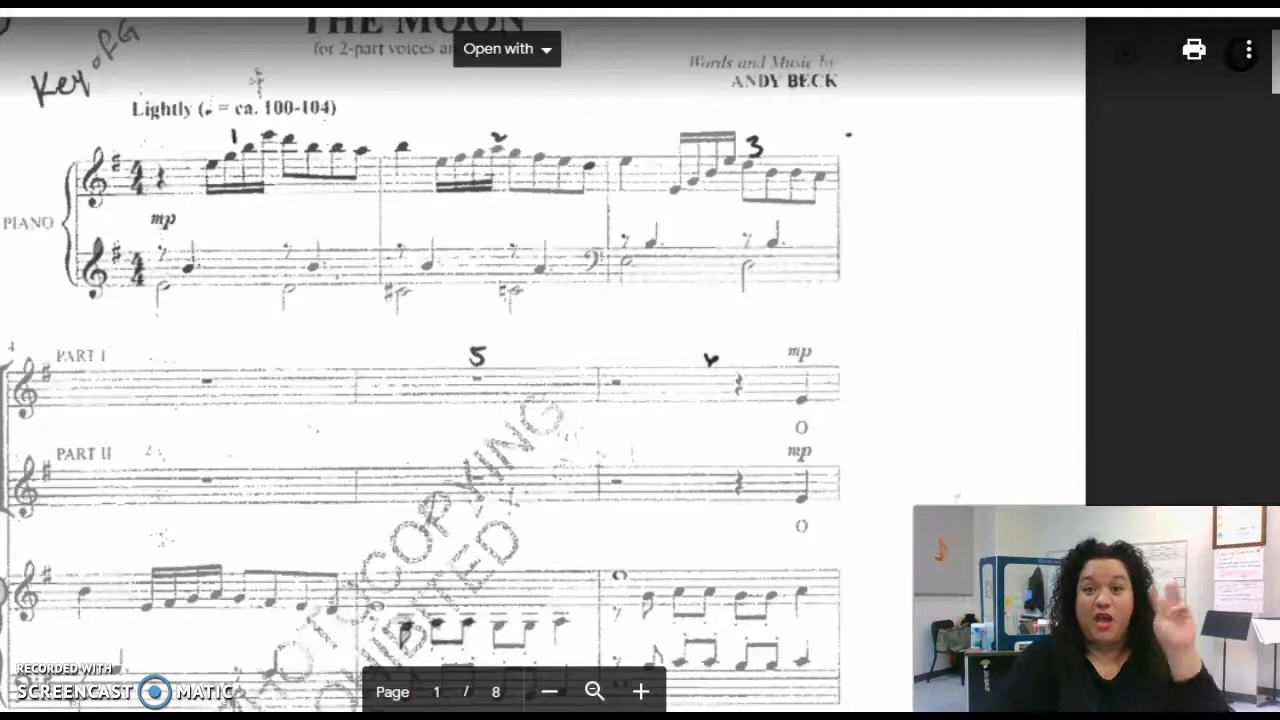 THE MOON
Key of G
for 2-part voices
Open with
Words and Music by
ANDY BECK
Lightly (♩ = ca. 100-104)
1
2
3
PIANO
mp
4
PART I
5
mp
O
PART II
mp
O
COPYING
RECORDED WITH
SCREENCAST MATIC
Page 1 / 8